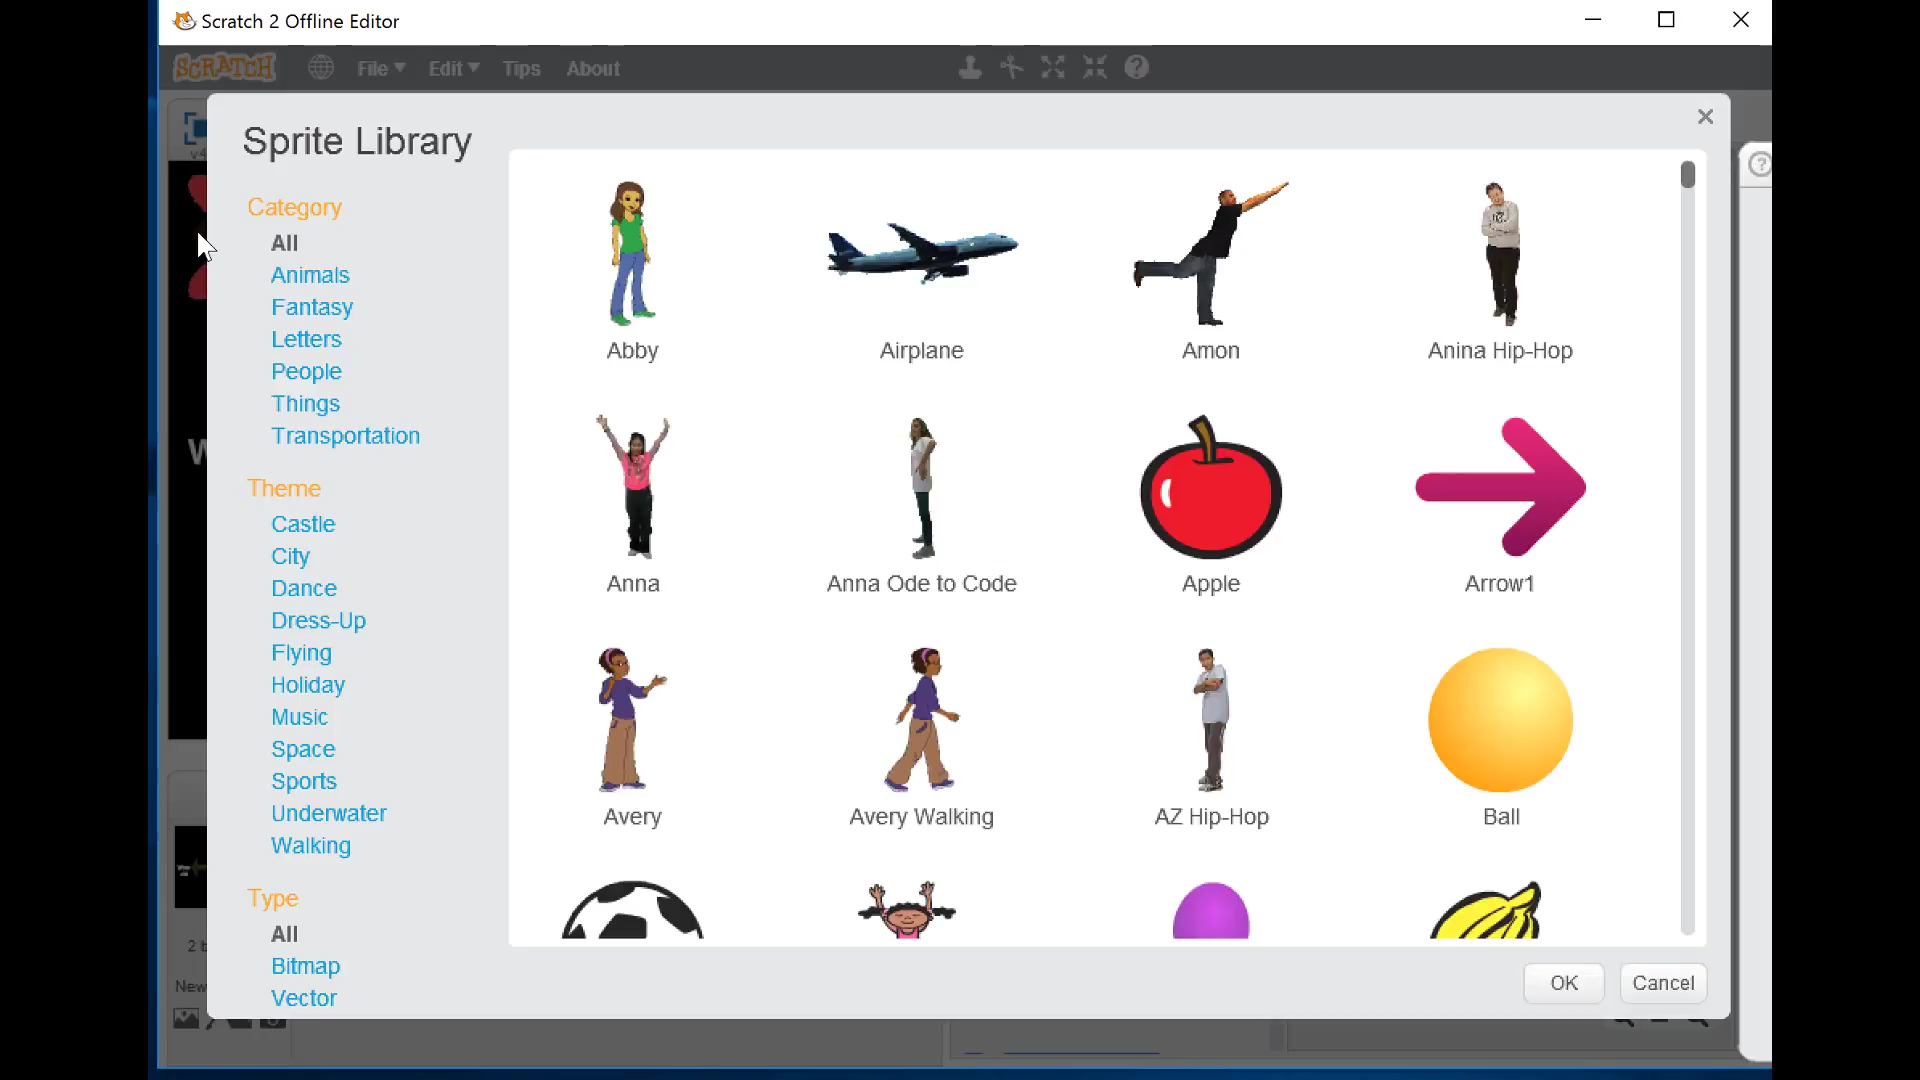 Scratch 2 Offline Editor
SCRATCH File Edit Tips About
Sprite Library
Category
All
Animals
Fantasy
Letters
People
Things
Transportation
Theme
Castle
City
Dance
Dress-Up
Flying
Holiday
Music
Space
Sports
Underwater
Walking
Type
All
Bitmap
Vector
Abby Airplane Amon Anina Hip-Hop
Anna Anna Ode to Code Apple Arrow1
Avery Avery Walking AZ Hip-Hop Ball
OK Cancel
W
New